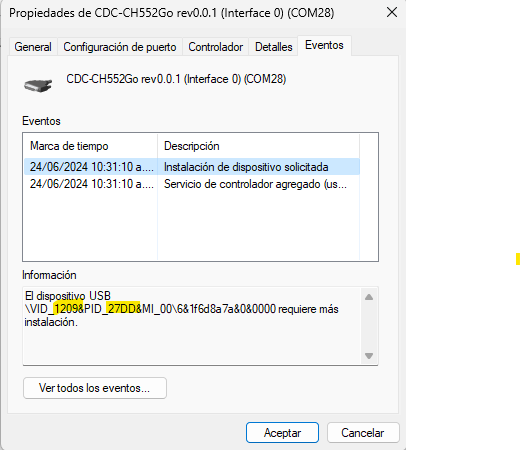 Propiedades de CDC-CH552Go rev0.0.1 (Interface 0) (COM28)
General
Configuración de puerto
Controlador
Detalles
Eventos
CDC-CH552Go rev0.0.1 (Interface 0) (COM28)
Eventos
Marca de tiempo Descripción
24/06/2024 10:31:10 a.... Instalación de dispositivo solicitada
24/06/2024 10:31:10 a.... Servicio de controlador agregado (us...
Información
El dispositivo USB
\VID_1209&PID_27DD&MI_00\6&1f6d8a7a&0&0000 requiere más
instalación.
Ver todos los eventos...
Aceptar
Cancelar